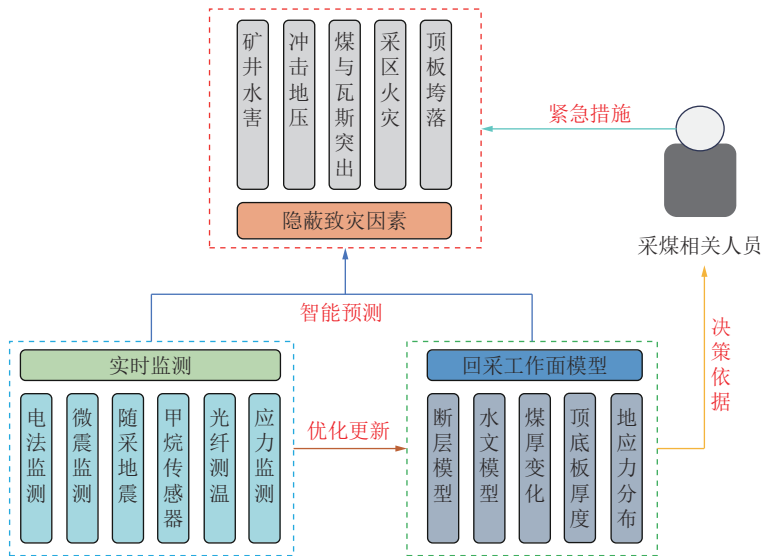 矿井水害
冲击地压
煤与瓦斯突出
采区火灾
顶板垮落
隐蔽致灾因素
紧急措施
采煤相关人员
智能预测
决策依据
实时监测
电法监测
微震监测
随采地震
甲烷传感器
光纤测温
应力监测
优化更新
回采工作面模型
断层模型
水文模型
煤厚变化
顶底板厚度
地应力分布